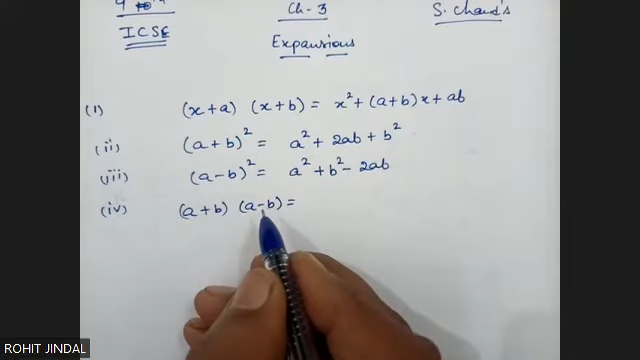 ICSE
Ch - 3
S. Chand's
Expansions
(1) (x+a) (x+b) = x² + (a+b)x + ab
(ii) (a+b)² = a² + 2ab + b²
(iii) (a-b)² = a² + b² - 2ab
(iv) (a+b) (a-b) =
ROHIT JINDAL